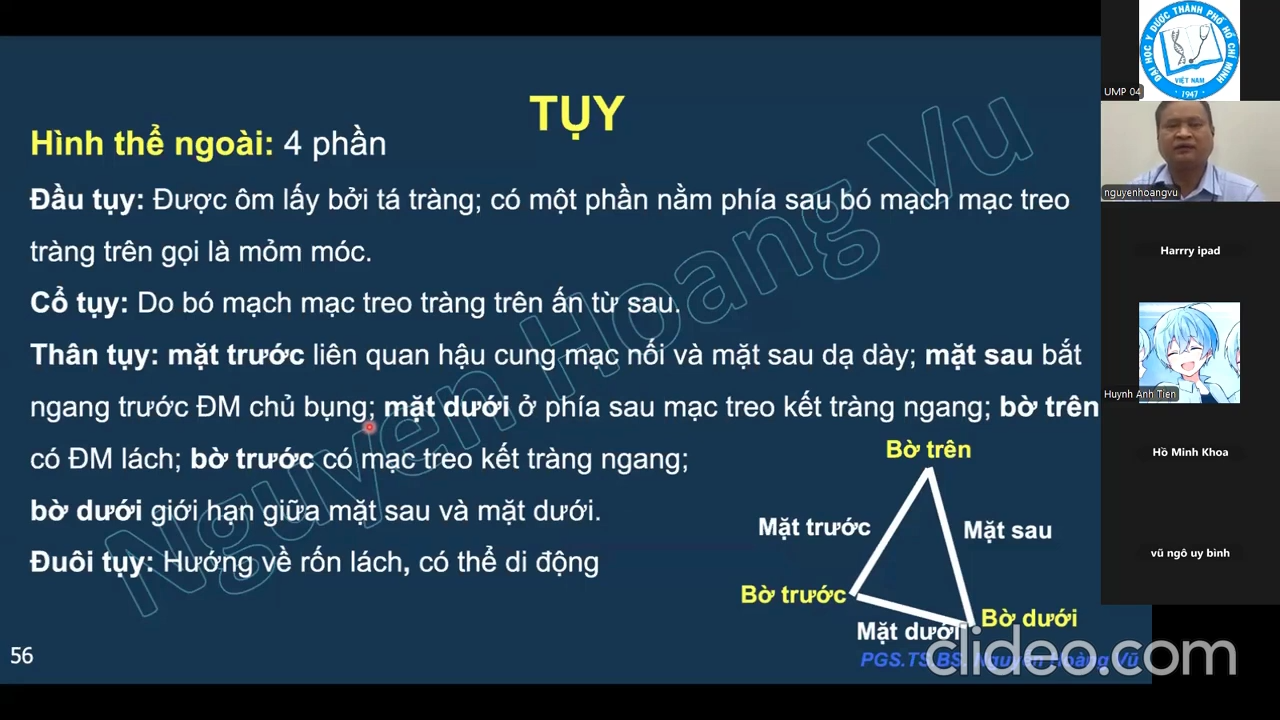 TỤY
Hình thể ngoài: 4 phần
Đầu tụy: Được ôm lấy bởi tá tràng; có một phần nằm phía sau bó mạch mạc treo
tràng trên gọi là mỏm móc.
Cổ tụy: Do bó mạch mạc treo tràng trên ấn từ sau.
Thân tụy: mặt trước liên quan hậu cung mạc nối và mặt sau dạ dày; mặt sau bắt
ngang trước ĐM chủ bụng; mặt dưới ở phía sau mạc treo kết tràng ngang; bờ trên
có ĐM lách; bờ trước có mạc treo kết tràng ngang;
bờ dưới giới hạn giữa mặt sau và mặt dưới.
Đuôi tụy: Hướng về rốn lách, có thể di động
Bờ trên
Mặt trước
Mặt sau
Bờ trước
Bờ dưới
Mặt dưới
56
PGS.TS.BS. Nguyễn Hoàng Vũ
clideo.com
Nguyen Hoang Vu
ĐẠI HỌC Y DƯỢC THÀNH PHỐ HỒ CHÍ MINH
VIỆT NAM
1947
UMP 04
nguyenhoangvu
Harrry ipad
Huynh Anh Tien
Hồ Minh Khoa
vũ ngô uy bình